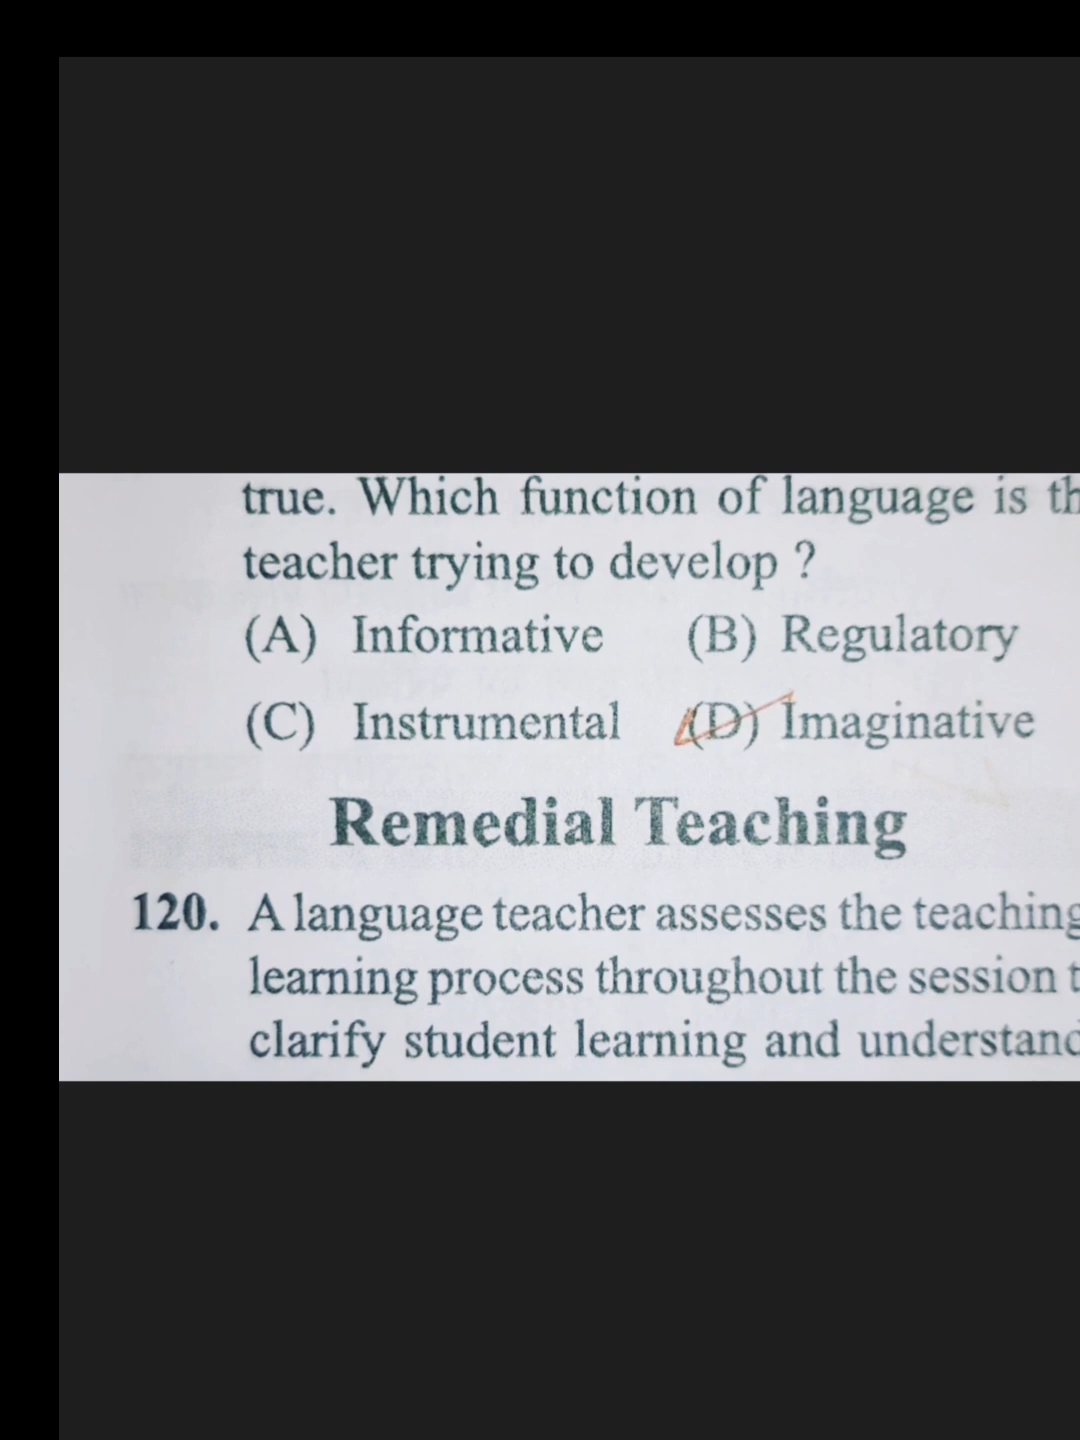 true. Which function of language is
teacher trying to develop ?
(A) Informative (B) Regulatory
(C) Instrumental (D) Imaginative
Remedial Teaching
120. A language teacher assesses the teaching
learning process throughout the session
clarify student learning and understand